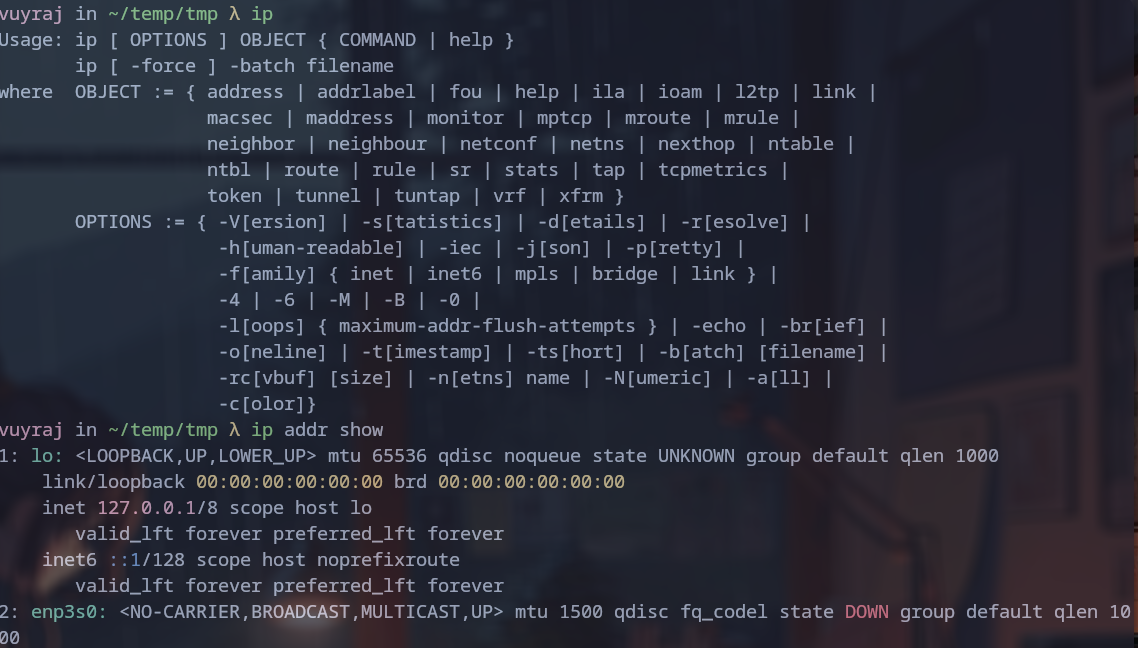 vuyraj in ~/temp/tmp λ ip
Usage: ip [ OPTIONS ] OBJECT { COMMAND | help }
       ip [ -force ] -batch filename
where  OBJECT := { address | addrlabel | fou | help | ila | ioam | l2tp | link |
                   macsec | maddress | monitor | mptcp | mroute | mrule |
                   neighbor | neighbour | netconf | netns | nexthop | ntable |
                   ntbl | route | rule | sr | stats | tap | tcpmetrics |
                   token | tunnel | tuntap | vrf | xfrm }
       OPTIONS := { -V[ersion] | -s[tatistics] | -d[etails] | -r[esolve] |
                    -h[uman-readable] | -iec | -j[son] | -p[retty] |
                    -f[amily] { inet | inet6 | mpls | bridge | link } |
                    -4 | -6 | -M | -B | -0 |
                    -l[oops] { maximum-addr-flush-attempts } | -echo | -br[ief] |
                    -o[neline] | -t[imestamp] | -ts[hort] | -b[atch] [filename] |
                    -rc[vbuf] [size] | -n[etns] name | -N[umeric] | -a[ll] |
                    -c[olor]}
vuyraj in ~/temp/tmp λ ip addr show
1: lo: <LOOPBACK,UP,LOWER_UP> mtu 65536 qdisc noqueue state UNKNOWN group default qlen 1000
    link/loopback 00:00:00:00:00:00 brd 00:00:00:00:00:00
    inet 127.0.0.1/8 scope host lo
       valid_lft forever preferred_lft forever
    inet6 ::1/128 scope host noprefixroute
       valid_lft forever preferred_lft forever
2: enp3s0: <NO-CARRIER,BROADCAST,MULTICAST,UP> mtu 1500 qdisc fq_codel state DOWN group default qlen 10
00